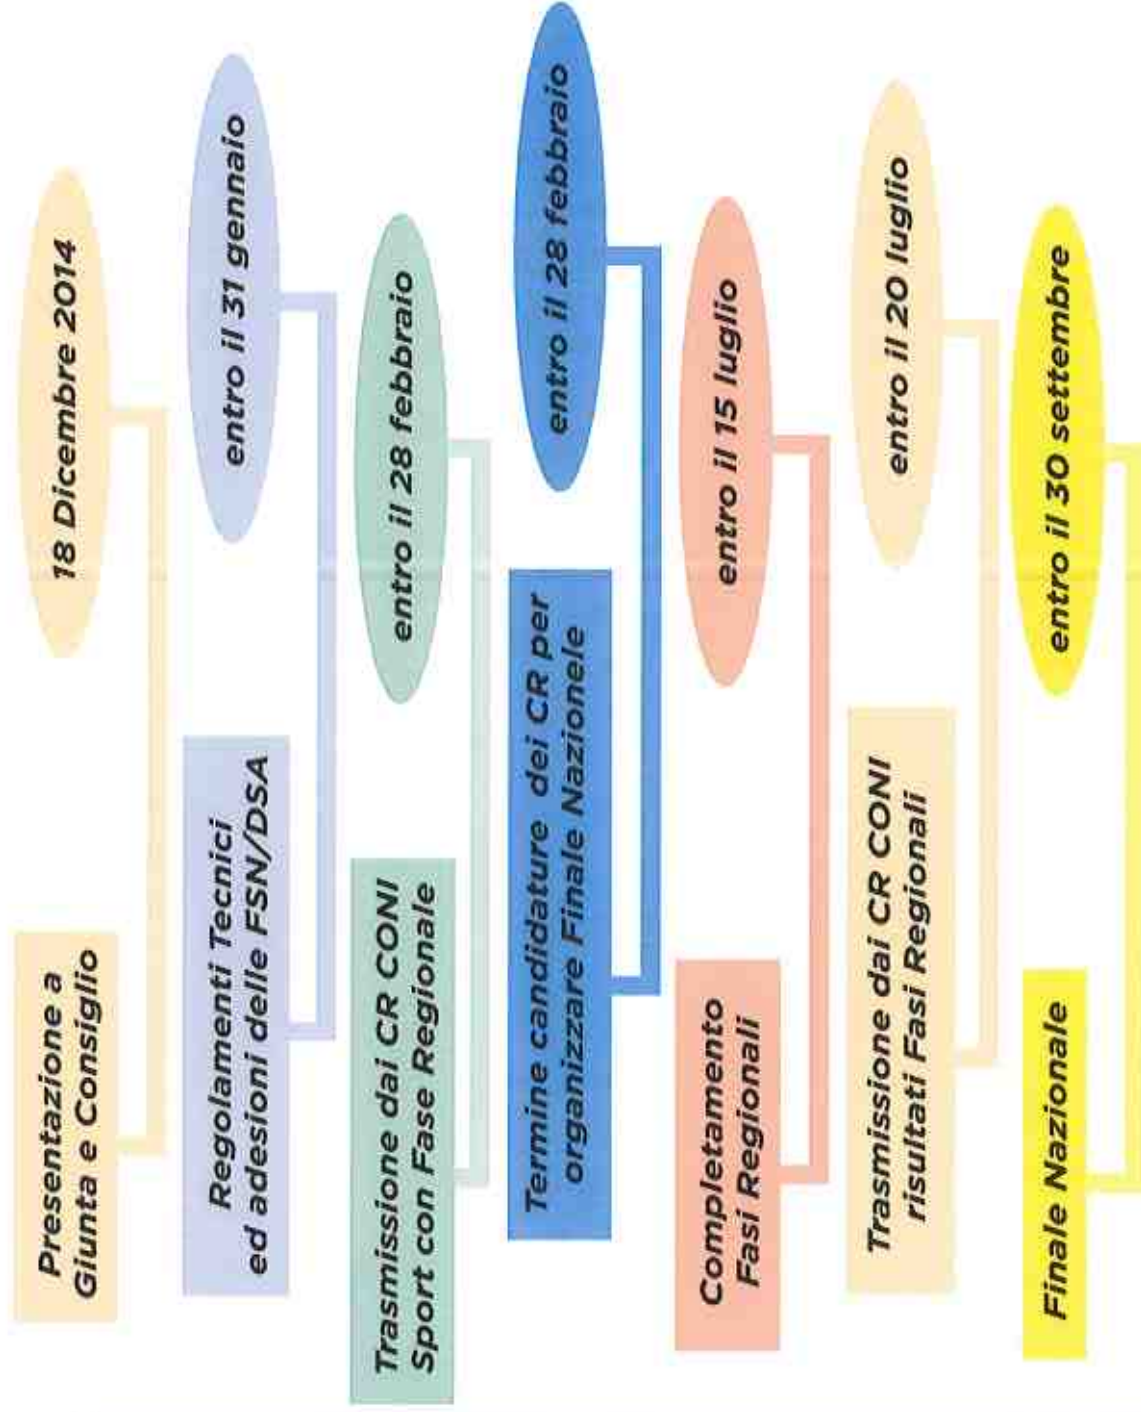 Presentazione a
Giunta e Consiglio
18 Dicembre 2014
Regolamenti Tecnici
ed adesioni delle FSN/DSA
entro il 31 gennaio
Trasmissione dai CR CONI
Sport con Fase Regionale
entro il 28 febbraio
Termine candidature dei CR per
organizzare Finale Nazionele
entro il 28 febbraio
Completamento
Fasi Regionali
entro il 15 luglio
Trasmissione dai CR CONI
risultati Fasi Regionali
entro il 20 luglio
Finale Nazionale
entro il 30 settembre